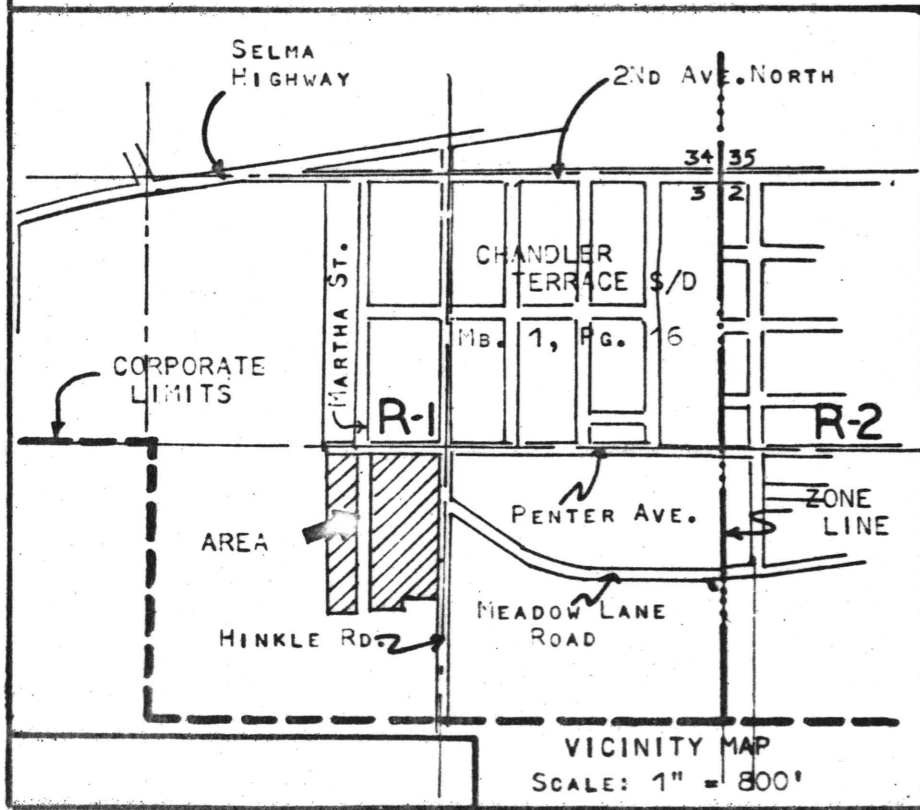 SELMA
HIGHWAY
2ND AVE. NORTH
34 35
3 2
MARTHA ST.
CHANDLER
TERRACE S/D
MB. 1, PG. 16
CORPORATE
LIMITS
R-1
R-2
PENTER AVE.
ZONE
LINE
AREA
HINKLE RD.
MEADOW LANE
ROAD
VICINITY MAP
SCALE: 1" = 800'